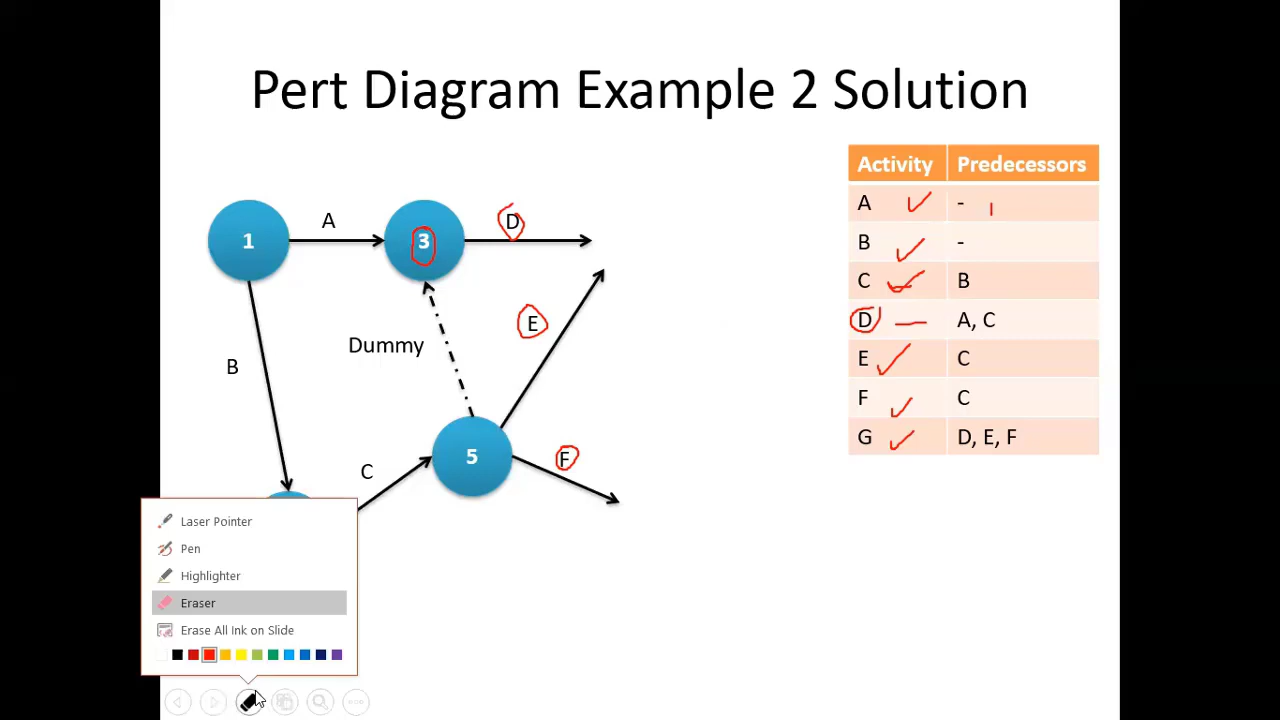 Pert Diagram Example 2 Solution
Activity Predecessors
A -
B -
C B
D A, C
E C
F C
G D, E, F
1 A 3 D
E
Dummy
B
5
C F
Laser Pointer
Pen
Highlighter
Eraser
Erase All Ink on Slide